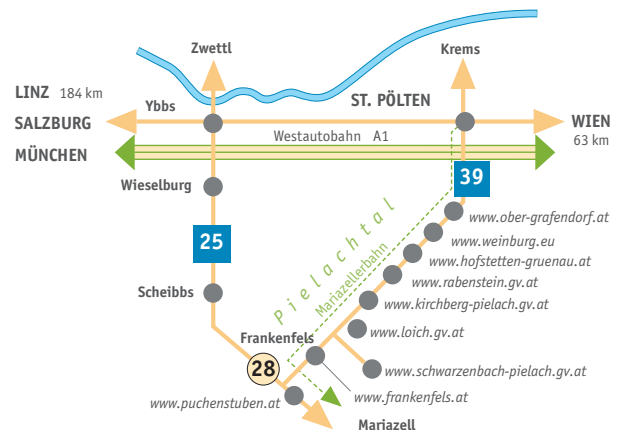 Zwettl
Krems
LINZ 184 km
Ybbs
ST. PÖLTEN
SALZBURG
WIEN
63 km
Westautobahn A1
MÜNCHEN
Wieselburg
39
25
Pielachtal
Mariazellerbahn
www.ober-grafendorf.at
www.weinburg.eu
www.hofstetten-gruenau.at
www.rabenstein.gv.at
Scheibbs
www.kirchberg-pielach.gv.at
www.loich.gv.at
Frankenfels
28
www.schwarzenbach-pielach.gv.at
www.frankenfels.at
www.puchenstuben.at
Mariazell